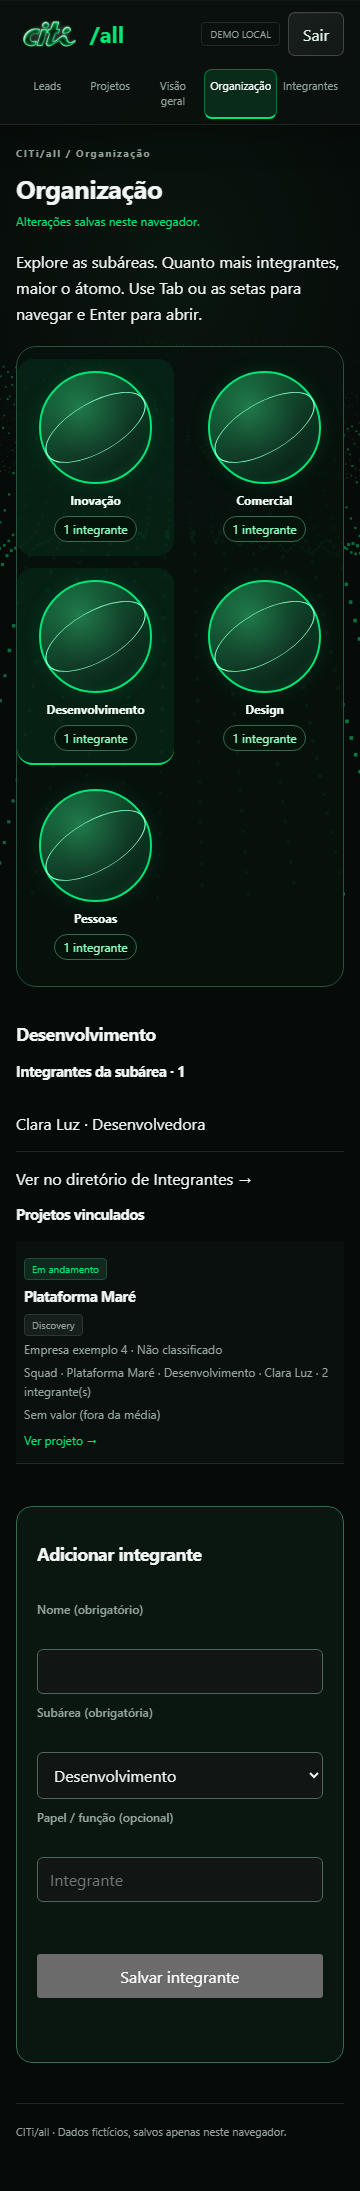 citi /all
DEMO LOCAL
Sair
Leads
Projetos
Visão
geral
Organização
Integrantes
CITi/all / Organização
Organização
Alterações salvas neste navegador.
Explore as subáreas. Quanto mais integrantes,
maior o átomo. Use Tab ou as setas para
navegar e Enter para abrir.
Inovação
1 integrante
Comercial
1 integrante
Desenvolvimento
1 integrante
Design
1 integrante
Pessoas
1 integrante
Desenvolvimento
Integrantes da subárea · 1
Clara Luz · Desenvolvedora
Ver no diretório de Integrantes →
Projetos vinculados
Em andamento
Plataforma Maré
Discovery
Empresa exemplo 4 · Não classificado
Squad · Plataforma Maré · Desenvolvimento · Clara Luz · 2
integrante(s)
Sem valor (fora da média)
Ver projeto →
Adicionar integrante
Nome (obrigatório)
Subárea (obrigatória)
Desenvolvimento
Papel / função (opcional)
Integrante
Salvar integrante
CITi/all · Dados fictícios, salvos apenas neste navegador.